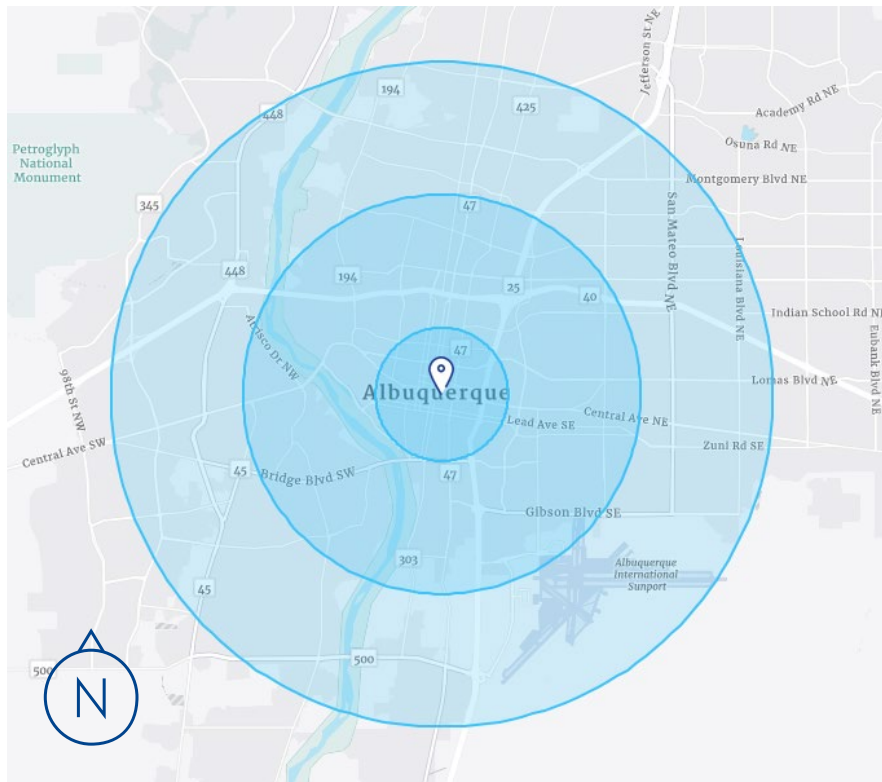 Jefferson St NE
194
425
448
Academy Rd NE
Osuna Rd NE
Petroglyph
National
Monument
Montgomery Blvd NE
345
47
San Mateo Blvd NE
Louisiana Blvd NE
448
194
25
40
Indian School Rd NE
Atrisco Dr NW
Eubank Blvd NE
47
98th St NW
Albuquerque
Lomas Blvd NE
Lead Ave SE
Central Ave NE
Central Ave SW
Zuni Rd SE
45
Bridge Blvd SW
47
Gibson Blvd SE
303
Albuquerque
International
Sunport
45
500
500
N